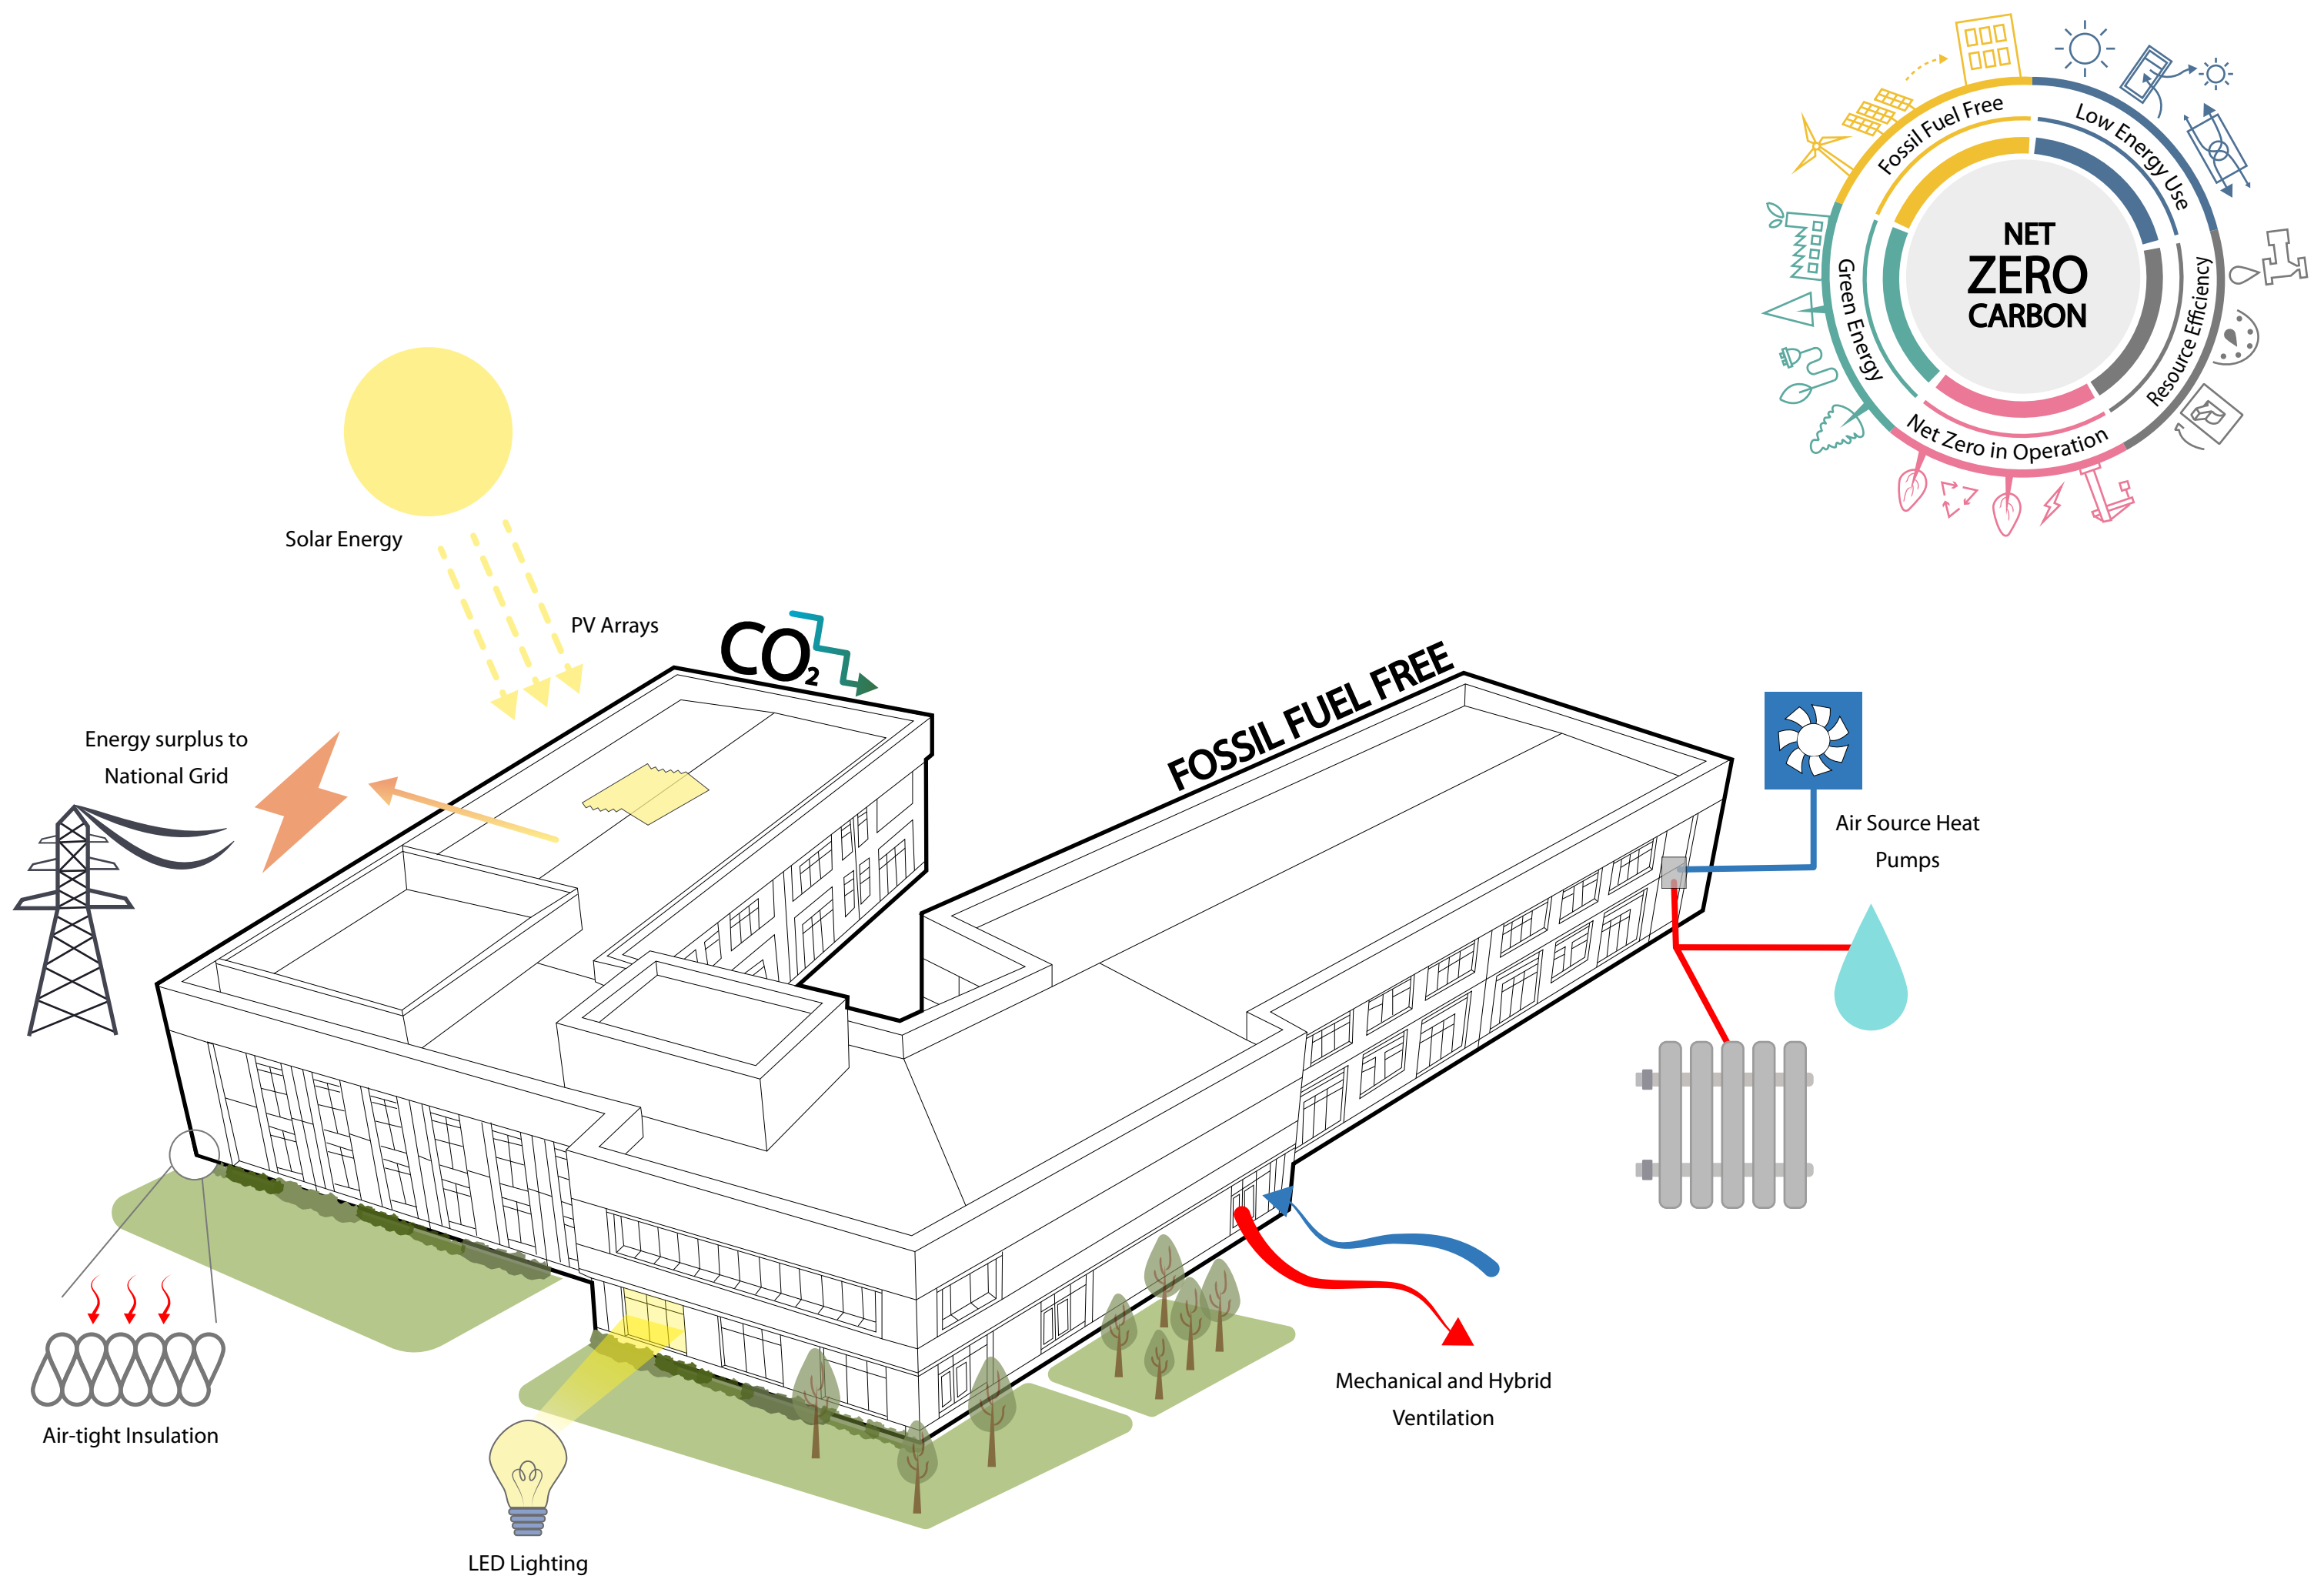 Fossil Fuel Free
Low Energy Use
Green Energy
Resource Efficiency
Net Zero in Operation
NET
ZERO
CARBON
Solar Energy
PV Arrays
CO₂
FOSSIL FUEL FREE
Energy surplus to
National Grid
Air Source Heat
Pumps
Mechanical and Hybrid
Ventilation
Air-tight Insulation
LED Lighting